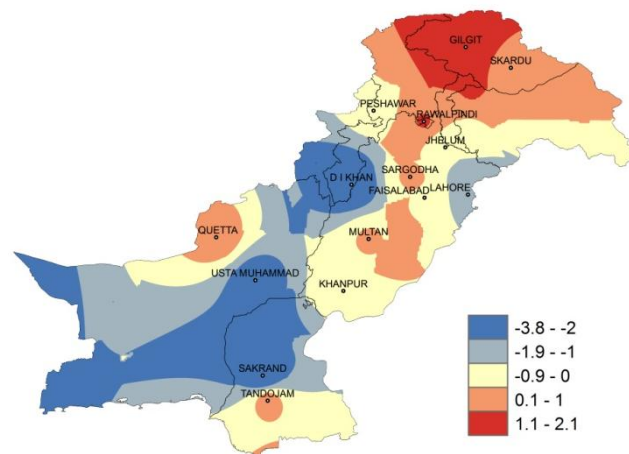 GILGIT
SKARDU
PESHAWAR
RAWALPINDI
JHELUM
D I KHAN
SARGODHA
FAISALABAD
LAHORE
QUETTA
MULTAN
USTA MUHAMMAD
KHANPUR
SAKRAND
TANDOJAM
-3.8 - -2
-1.9 - -1
-0.9 - 0
0.1 - 1
1.1 - 2.1